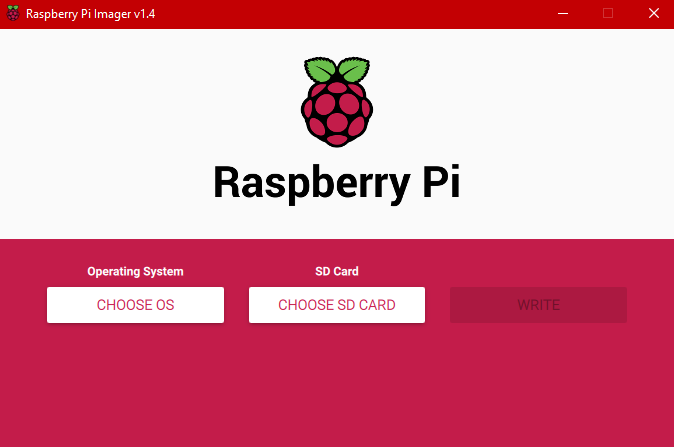 Raspberry Pi Imager v1.4
Raspberry Pi
Operating System
SD Card
CHOOSE OS
CHOOSE SD CARD
WRITE